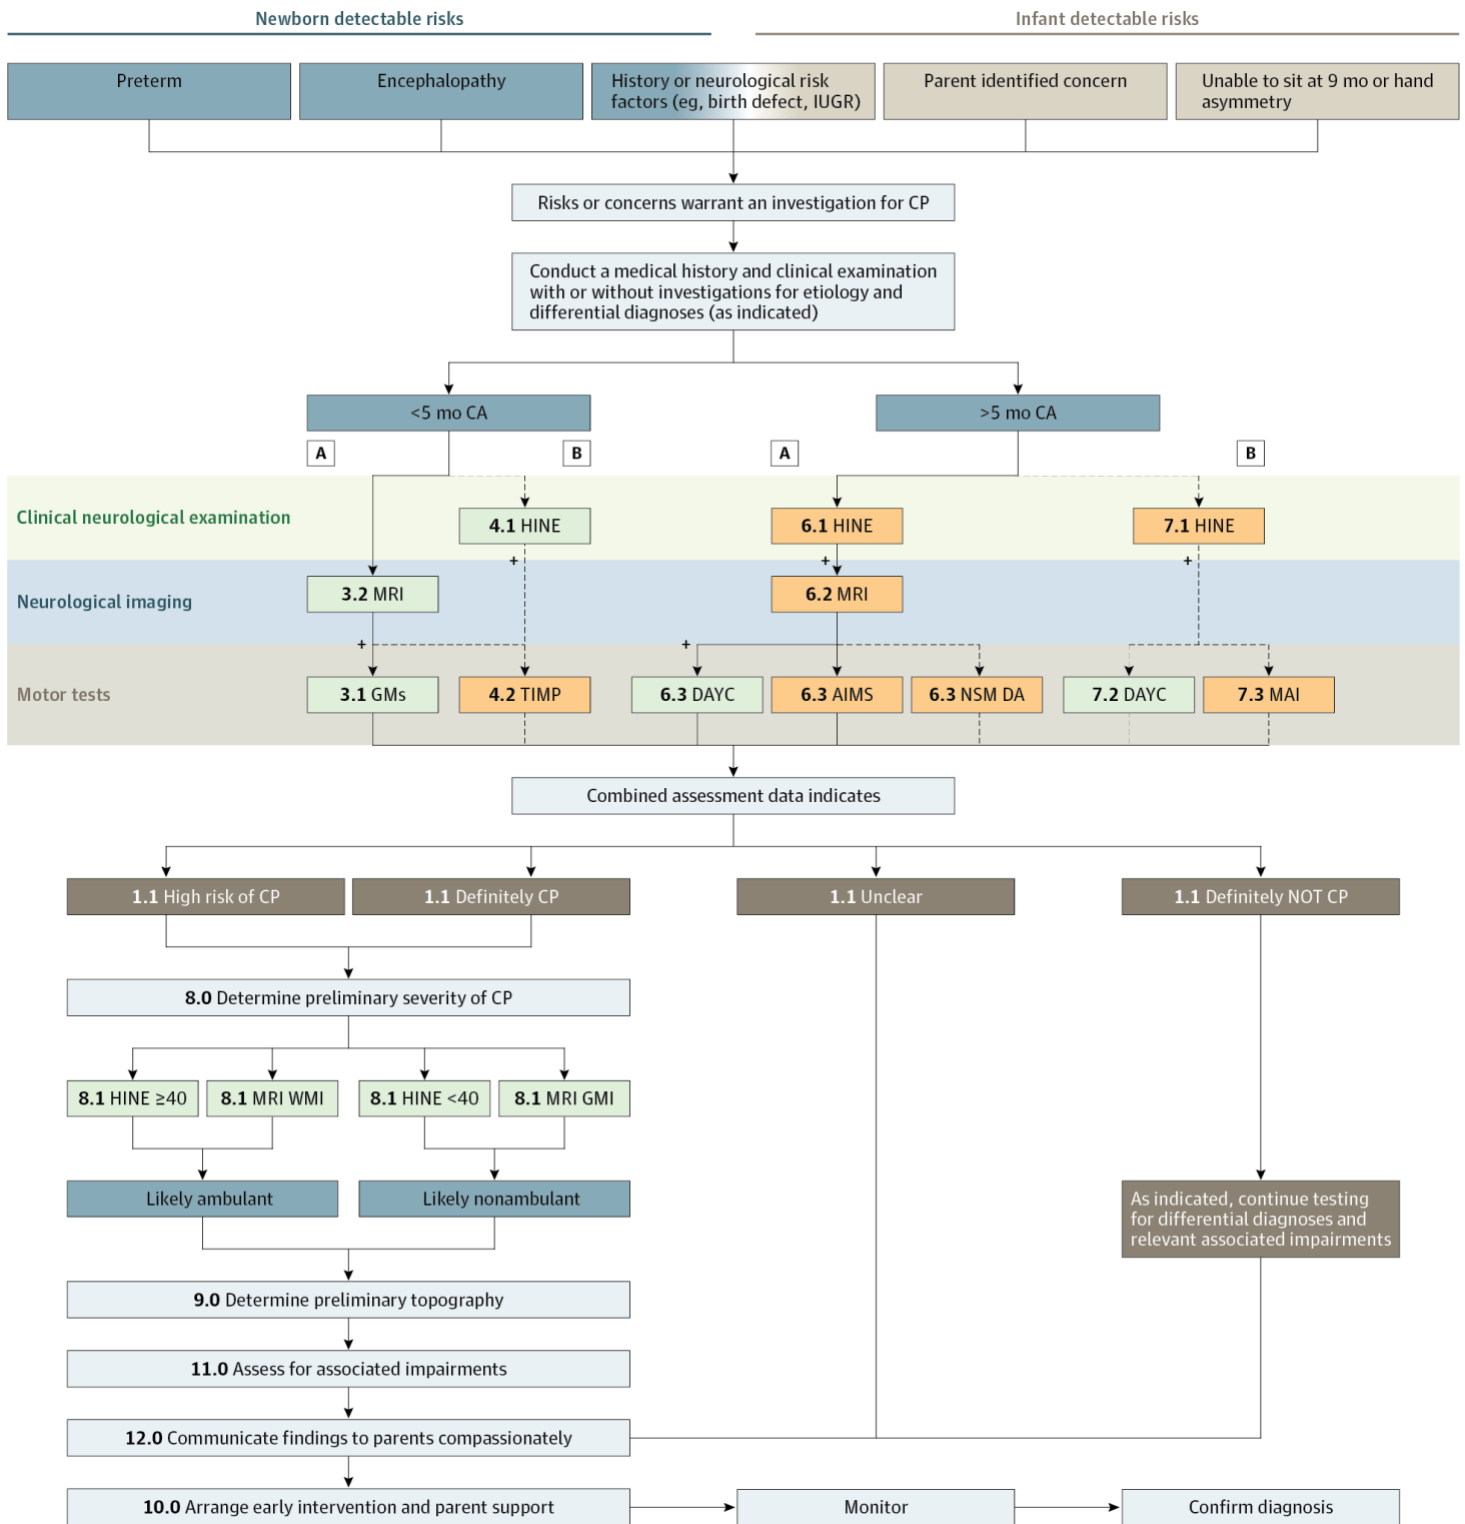 Newborn detectable risks
Infant detectable risks
Preterm
Encephalopathy
History or neurological risk
factors (eg, birth defect, IUGR)
Parent identified concern
Unable to sit at 9 mo or hand
asymmetry
Risks or concerns warrant an investigation for CP
Conduct a medical history and clinical examination
with or without investigations for etiology and
differential diagnoses (as indicated)
<5 mo CA
>5 mo CA
A
B
A
B
Clinical neurological examination
4.1 HINE
6.1 HINE
7.1 HINE
+
+
+
Neurological imaging
3.2 MRI
6.2 MRI
+
+
Motor tests
3.1 GMs
4.2 TIMP
6.3 DAYC
6.3 AIMS
6.3 NSM DA
7.2 DAYC
7.3 MAI
Combined assessment data indicates
1.1 High risk of CP
1.1 Definitely CP
1.1 Unclear
1.1 Definitely NOT CP
8.0 Determine preliminary severity of CP
8.1 HINE ≥40
8.1 MRI WMI
8.1 HINE <40
8.1 MRI GMI
Likely ambulant
Likely nonambulant
As indicated, continue testing
for differential diagnoses and
relevant associated impairments
9.0 Determine preliminary topography
11.0 Assess for associated impairments
12.0 Communicate findings to parents compassionately
10.0 Arrange early intervention and parent support
Monitor
Confirm diagnosis